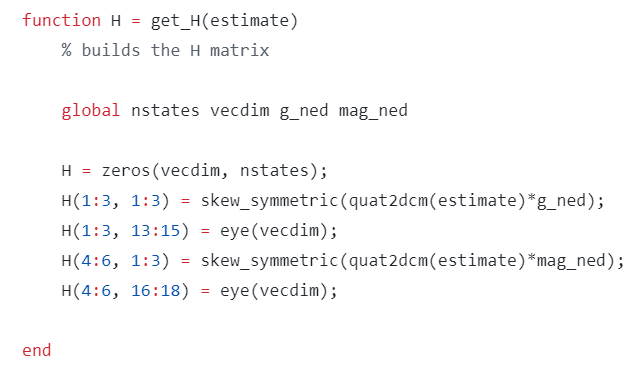 function H = get_H(estimate)
% builds the H matrix
global nstates vecdim g_ned mag_ned
H = zeros(vecdim, nstates);
H(1:3, 1:3) = skew_symmetric(quat2dcm(estimate)*g_ned);
H(1:3, 13:15) = eye(vecdim);
H(4:6, 1:3) = skew_symmetric(quat2dcm(estimate)*mag_ned);
H(4:6, 16:18) = eye(vecdim);
end